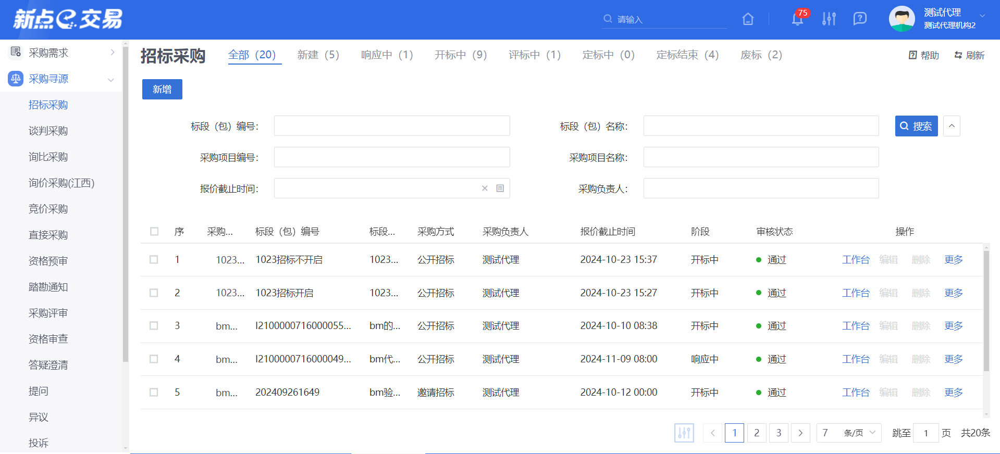 新点e交易
请输入
75
测试代理
测试代理机构2
采购需求
采购寻源
招标采购
谈判采购
询比采购
询价采购(江西)
竞价采购
直接采购
资格预审
踏勘通知
采购评审
资格审查
答疑澄清
提问
异议
投诉
招标采购
全部（20） 新建（5） 响应中（1） 开标中（9） 评标中（1） 定标中（0） 定标结束（4） 废标（2）
帮助 刷新
新增
标段（包）编号： 标段（包）名称： 搜索
采购项目编号： 采购项目名称：
报价截止时间： 采购负责人：
序 采购... 标段（包）编号 标段... 采购方式 采购负责人 报价截止时间 阶段 审核状态 操作
1 1023... 1023招标不开启 1023... 公开招标 测试代理 2024-10-23 15:37 开标中 通过 工作台 编辑 删除 更多
2 1023... 1023招标开启 1023... 公开招标 测试代理 2024-10-23 15:27 开标中 通过 工作台 编辑 删除 更多
3 bm... I2100000716000055... bm的... 公开招标 测试代理 2024-10-10 08:38 开标中 通过 工作台 编辑 删除 更多
4 bm... I2100000716000049... bm代... 公开招标 测试代理 2024-11-09 08:00 响应中 通过 工作台 编辑 删除 更多
5 bm... 202409261649 bm验... 邀请招标 测试代理 2024-10-12 00:00 开标中 通过 工作台 编辑 删除 更多
1 2 3 7 条/页 跳至 1 页 共20条